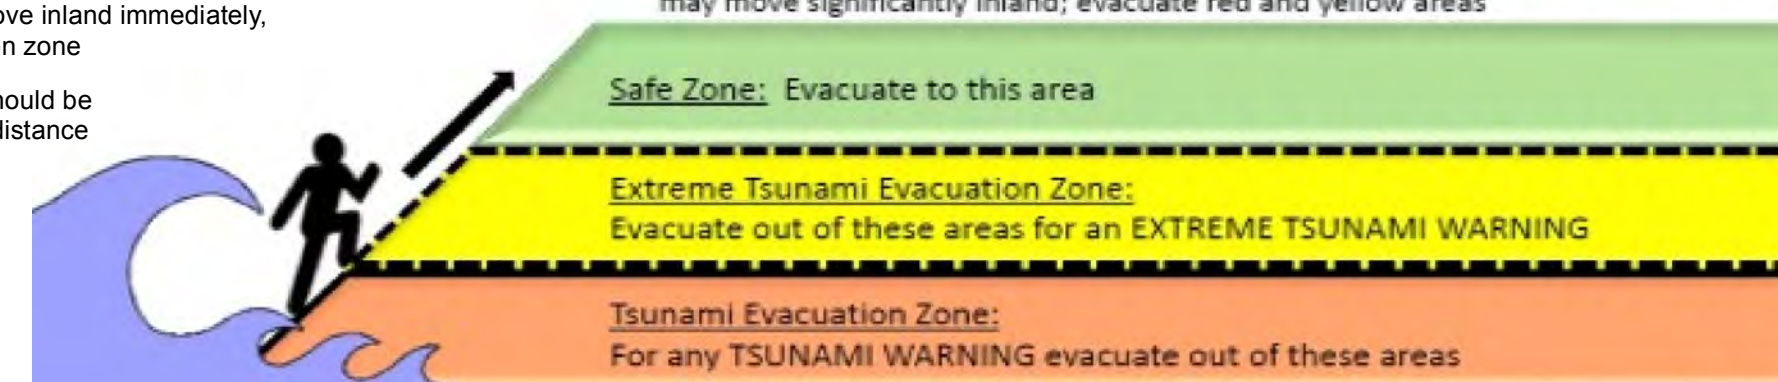 ove inland immediately,
on zone
hould be
distance
may move significantly inland; evacuate red and yellow areas
Safe Zone: Evacuate to this area
Extreme Tsunami Evacuation Zone:
Evacuate out of these areas for an EXTREME TSUNAMI WARNING
Tsunami Evacuation Zone:
For any TSUNAMI WARNING evacuate out of these areas